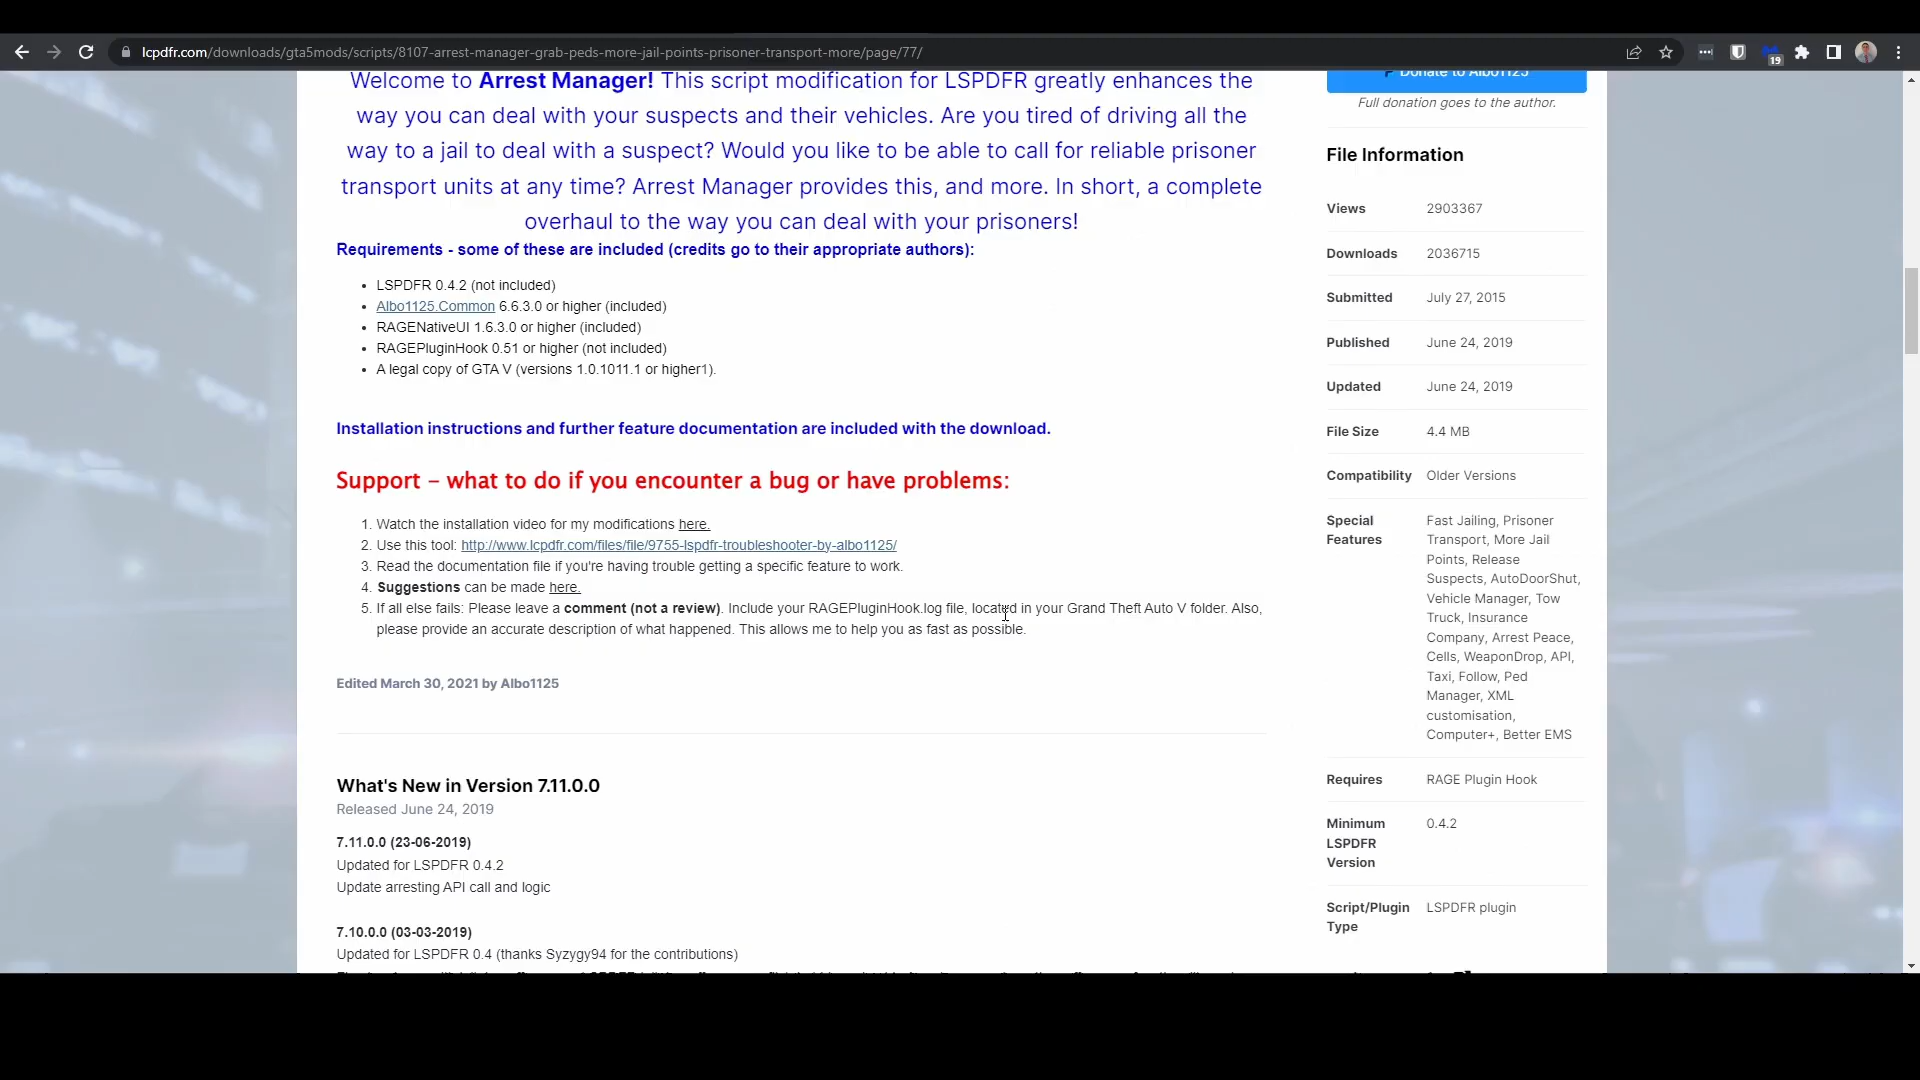 lcpdfr.com/downloads/gta5mods/scripts/8107-arrest-manager-grab-peds-more-jail-points-prisoner-transport-more/page/77/
19
Welcome to Arrest Manager! This script modification for LSPDFR greatly enhances the
way you can deal with your suspects and their vehicles. Are you tired of driving all the
way to a jail to deal with a suspect? Would you like to be able to call for reliable prisoner
transport units at any time? Arrest Manager provides this, and more. In short, a complete
overhaul to the way you can deal with your prisoners!
Requirements - some of these are included (credits go to their appropriate authors):
• LSPDFR 0.4.2 (not included)
• Albo1125.Common 6.6.3.0 or higher (included)
• RAGENativeUI 1.6.3.0 or higher (included)
• RAGEPluginHook 0.51 or higher (not included)
• A legal copy of GTA V (versions 1.0.1011.1 or higher1).
Installation instructions and further feature documentation are included with the download.
Support – what to do if you encounter a bug or have problems:
1. Watch the installation video for my modifications here.
2. Use this tool: http://www.lcpdfr.com/files/file/9755-lspdfr-troubleshooter-by-albo1125/
3. Read the documentation file if you're having trouble getting a specific feature to work.
4. Suggestions can be made here.
5. If all else fails: Please leave a comment (not a review). Include your RAGEPluginHook.log file, located in your Grand Theft Auto V folder. Also,
please provide an accurate description of what happened. This allows me to help you as fast as possible.
Edited March 30, 2021 by Albo1125
What's New in Version 7.11.0.0
Released June 24, 2019
7.11.0.0 (23-06-2019)
Updated for LSPDFR 0.4.2
Update arresting API call and logic
7.10.0.0 (03-03-2019)
Updated for LSPDFR 0.4 (thanks Syzygy94 for the contributions)
Donate to Albo1125
Full donation goes to the author.
File Information
Views 2903367
Downloads 2036715
Submitted July 27, 2015
Published June 24, 2019
Updated June 24, 2019
File Size 4.4 MB
Compatibility Older Versions
Special Fast Jailing, Prisoner
Features Transport, More Jail
Points, Release
Suspects, AutoDoorShut,
Vehicle Manager, Tow
Truck, Insurance
Company, Arrest Peace,
Cells, WeaponDrop, API,
Taxi, Follow, Ped
Manager, XML
customisation,
Computer+, Better EMS
Requires RAGE Plugin Hook
Minimum 0.4.2
LSPDFR
Version
Script/Plugin LSPDFR plugin
Type